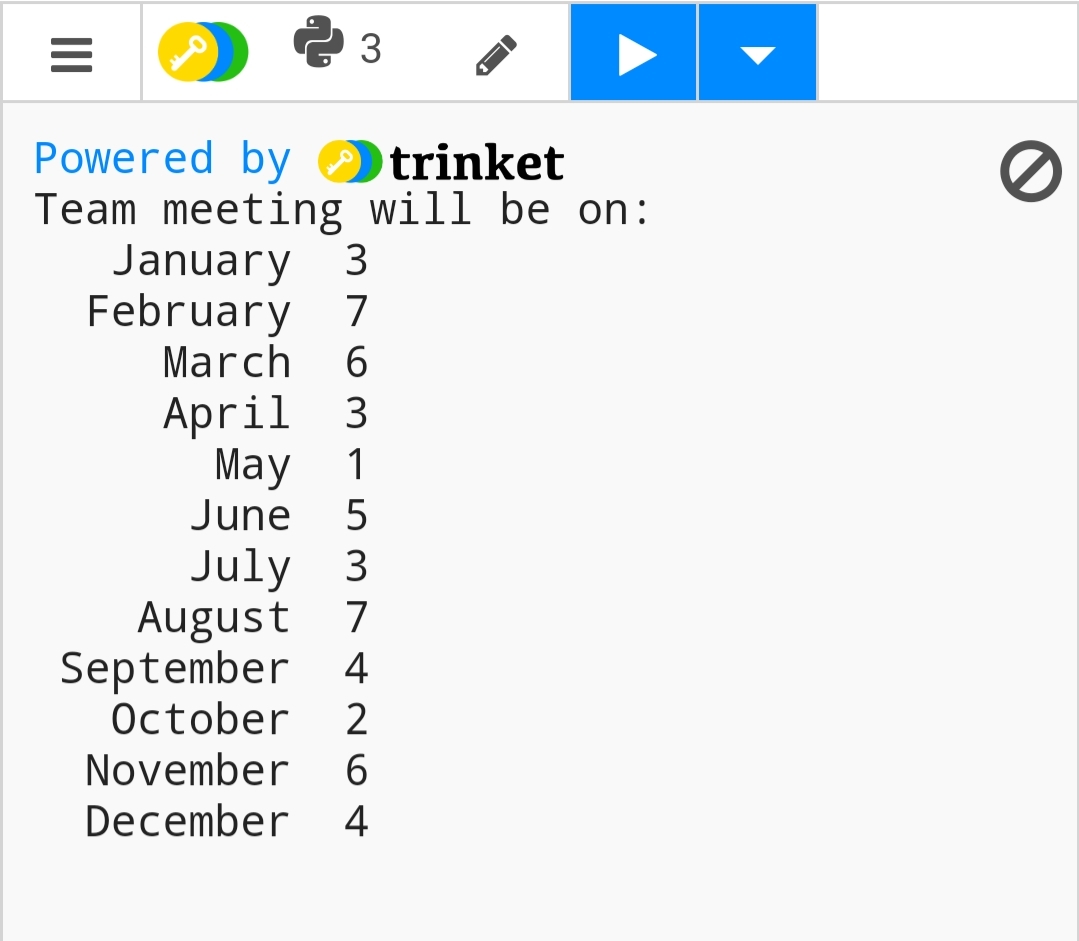 3
Powered by trinket
Team meeting will be on:
   January  3
  February  7
     March  6
     April  3
       May  1
      June  5
      July  3
    August  7
 September  4
   October  2
  November  6
  December  4